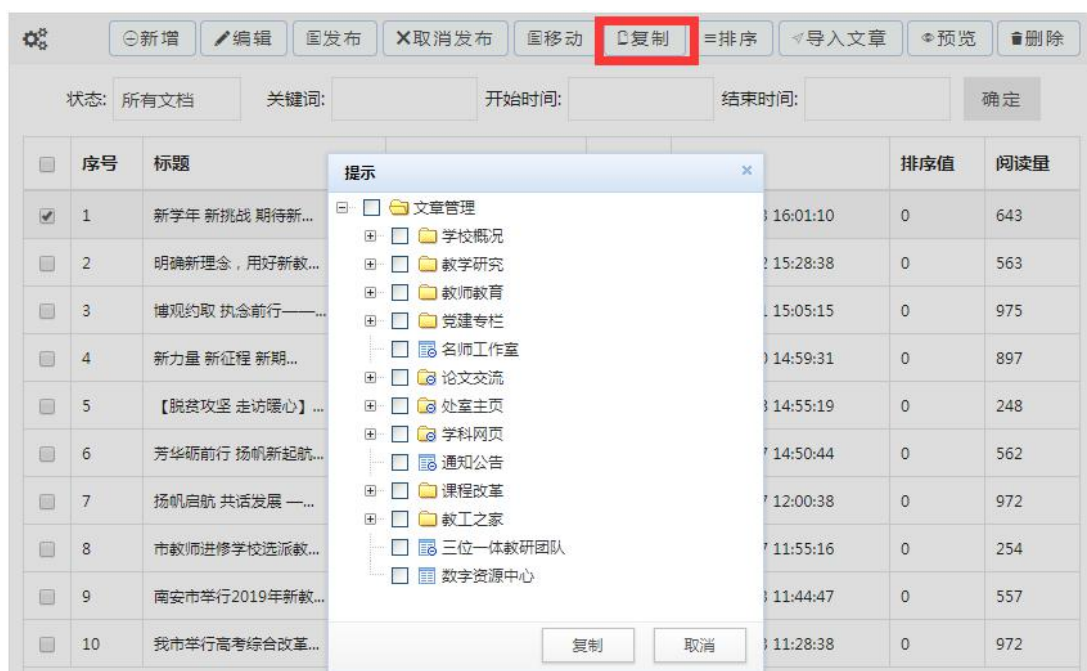 新增 编辑 发布 取消发布 移动 复制 排序 导入文章 预览 删除
状态: 所有文档 关键词: 开始时间: 结束时间: 确定
序号 标题 排序值 阅读量
提示
1 新学年 新挑战 期待新... 16:01:10 0 643
文章管理
学校概况
2 明确新理念，用好新教... 15:28:38 0 563
教学研究
教师教育
3 博观约取 执念前行——... 15:05:15 0 975
党建专栏
名师工作室
4 新力量 新征程 新期... 14:59:31 0 897
论文交流
5 【脱贫攻坚 走访暖心】... 14:55:19 0 248
处室主页
学科网页
6 芳华砺前行 扬帆新起航... 14:50:44 0 562
通知公告
课程改革
7 扬帆启航 共话发展 —... 12:00:38 0 972
教工之家
8 市教师进修学校选派教... 11:55:16 0 254
三位一体教研团队
数字资源中心
9 南安市举行2019年新教... 11:44:47 0 557
10 我市举行高考综合改革... 11:28:38 0 972
复制 取消